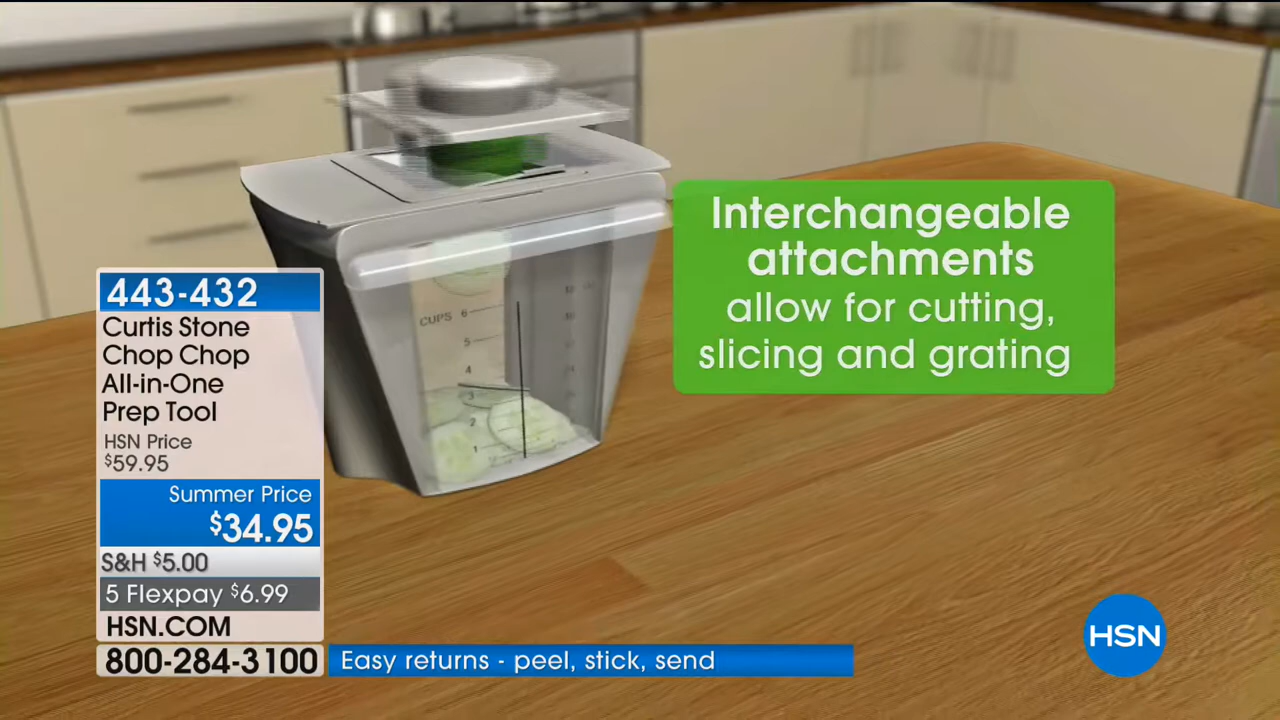 Interchangeable
attachments
allow for cutting,
slicing and grating
443-432
Curtis Stone
Chop Chop
All-in-One
Prep Tool
HSN Price
$59.95
Summer Price
$34.95
S&H $5.00
5 Flexpay $6.99
HSN.COM
800-284-3100
Easy returns - peel, stick, send
HSN
CUPS 6
5
4
3
2
1